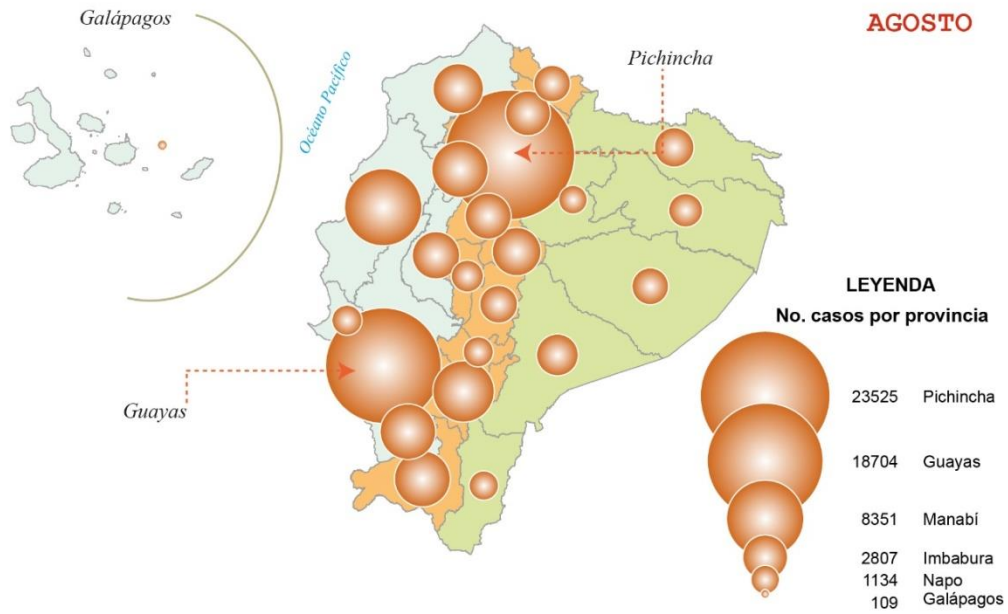 Galápagos
AGOSTO
Pichincha
Océano Pacífico
Guayas
LEYENDA
No. casos por provincia
23525 Pichincha
18704 Guayas
8351 Manabí
2807 Imbabura
1134 Napo
109 Galápagos